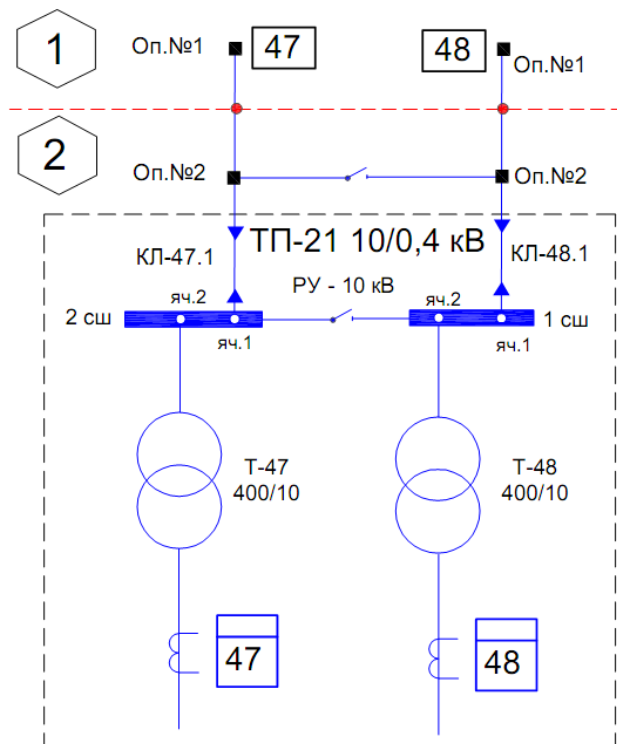 1
Оп.№1
47
48
Оп.№1
2
Оп.№2
Оп.№2
ТП-21 10/0,4 кВ
КЛ-47.1
КЛ-48.1
РУ - 10 кВ
2 сш
яч.2
яч.2
1 сш
яч.1
яч.1
Т-47
400/10
Т-48
400/10
47
48